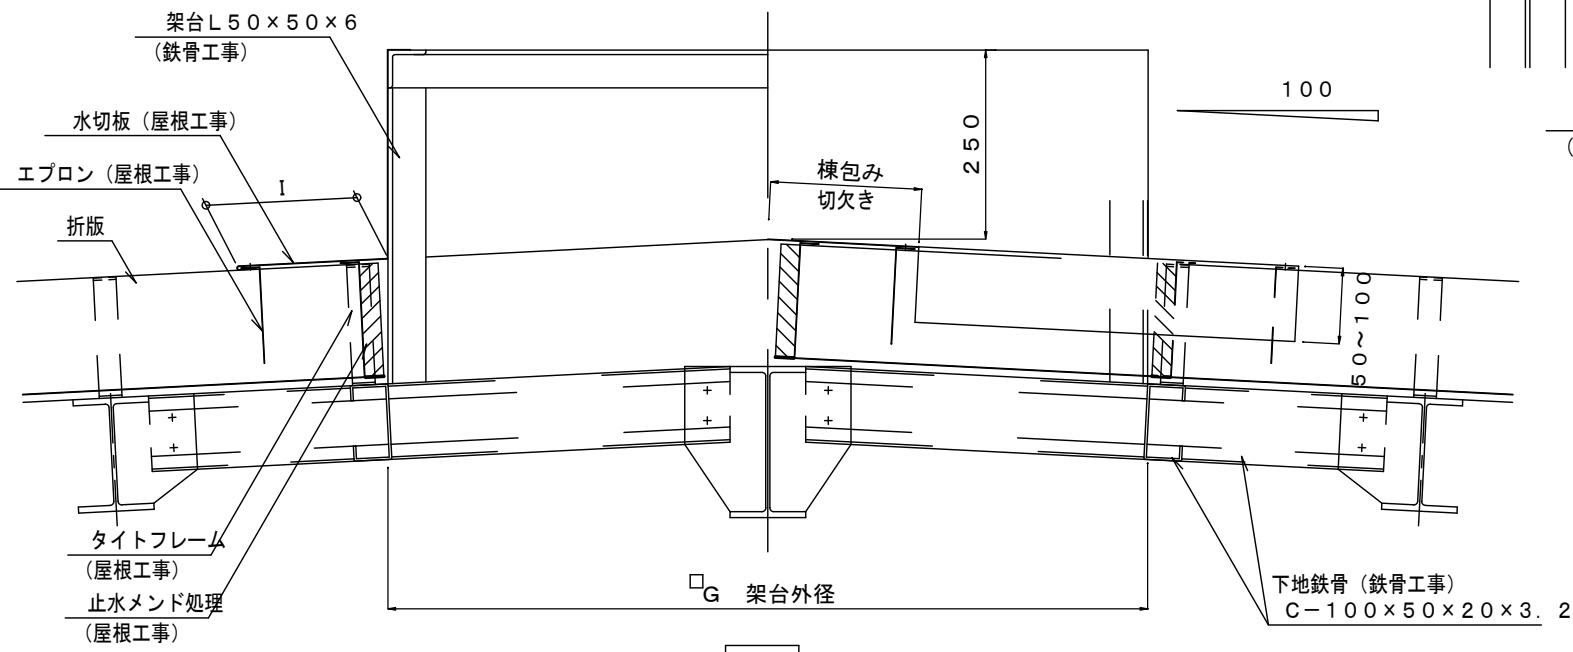 架台L50×50×6
(鉄骨工事)
水切板(屋根工事)
エプロン(屋根工事)
折版
I
250
100
(
棟包み
切欠き
50~100
タイトフレーム
(屋根工事)
止水メンド処理
(屋根工事)
□G 架台外径
下地鉄骨(鉄骨工事)
C-100×50×20×3.2